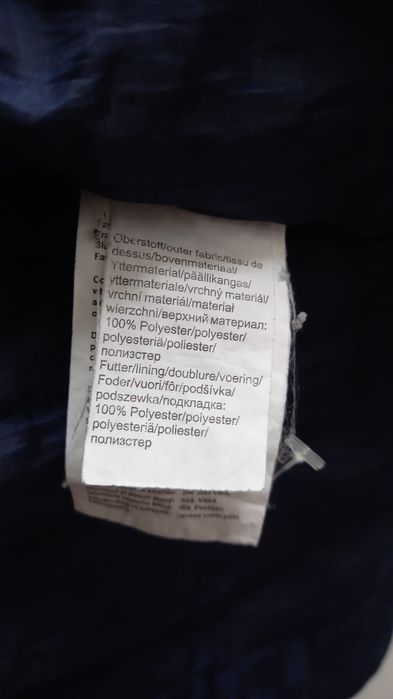 Oberstoff/outer fabric/tissu de
dessus/bovenmateriaal/
Yttermaterial/päällikangas/
yttermateriale/vrchný materiál/
vrchní materiál/materiał
wierzchni/верхний материал:
100% Polyester/polyester/
polyesteriä/poliester/
полиэстер
Futter/lining/doublure/voering/
Foder/vuori/fôr/podšívka/
podszewka/подкладка:
100% Polyester/polyester/
polyesteriä/poliester/
полиэстер